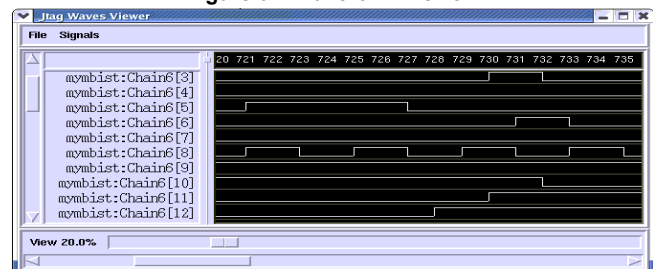 Jtag Waves Viewer
File Signals
20 721 722 723 724 725 726 727 728 729 730 731 732 733 734 735
mymbist:Chain6[3]
mymbist:Chain6[4]
mymbist:Chain6[5]
mymbist:Chain6[6]
mymbist:Chain6[7]
mymbist:Chain6[8]
mymbist:Chain6[9]
mymbist:Chain6[10]
mymbist:Chain6[11]
mymbist:Chain6[12]
View 20.0%